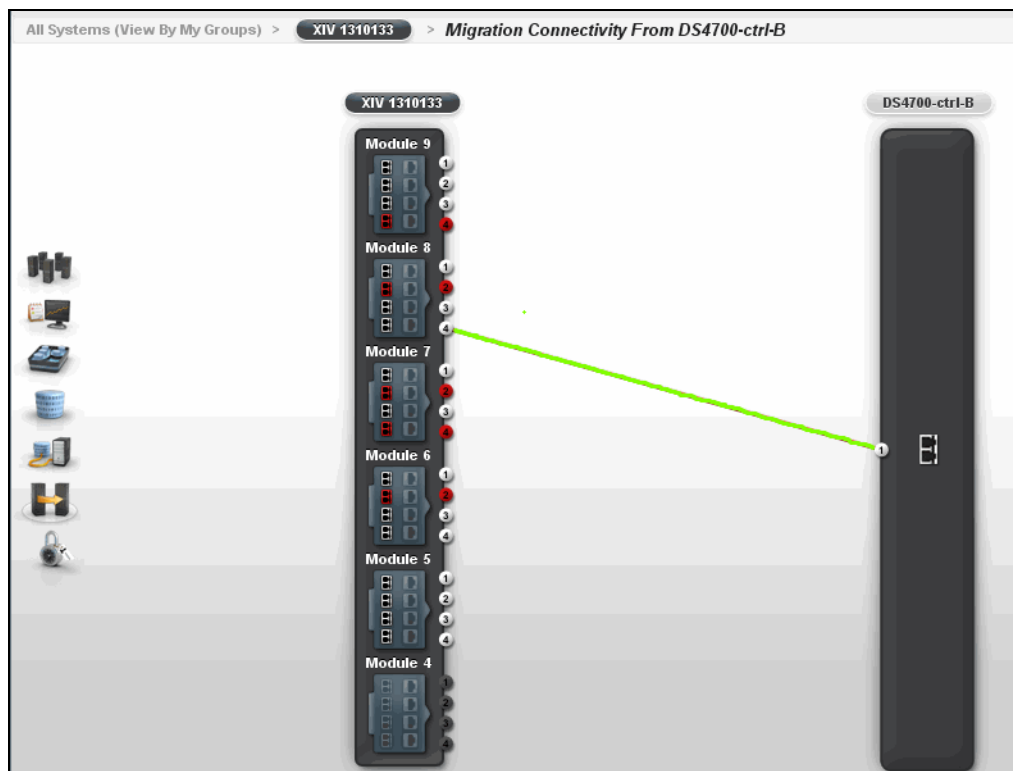 All Systems (View By My Groups) > XIV 1310133 > Migration Connectivity From DS4700-ctrl-B
XIV 1310133
DS4700-ctrl-B
Module 9
1
2
3
4
Module 8
1
2
3
4
Module 7
1
2
3
4
1
Module 6
1
2
3
4
Module 5
1
2
3
4
Module 4
1
2
3
4